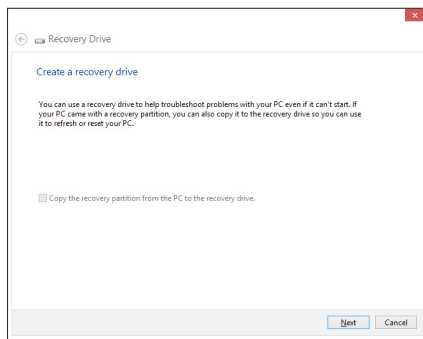 Recovery Drive
Create a recovery drive
You can use a recovery drive to help troubleshoot problems with your PC even if it can't start. If
your PC came with a recovery partition, you can also copy it to the recovery drive so you can use
it to refresh or reset your PC.
Copy the recovery partition from the PC to the recovery drive.
Next Cancel